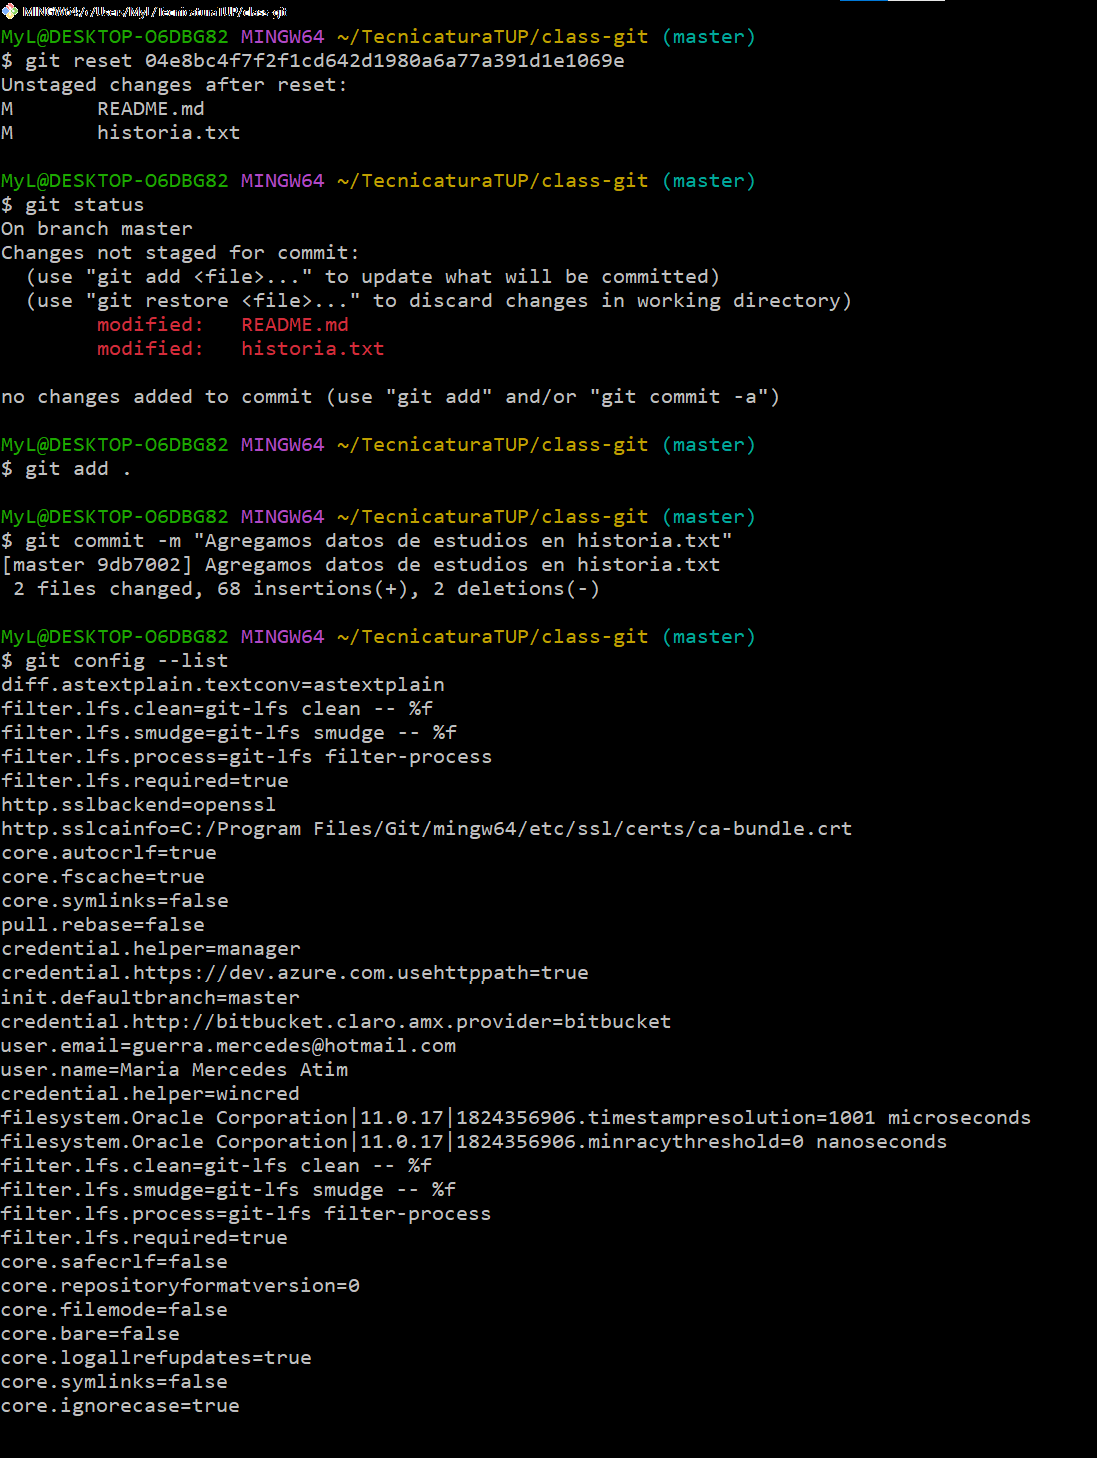 MINGW64:/c/Users/MyL/TecnicaturaTUP/class-git
MyL@DESKTOP-O6DBG82 MINGW64 ~/TecnicaturaTUP/class-git (master)
$ git reset 04e8bc4f7f2f1cd642d1980a6a77a391d1e1069e
Unstaged changes after reset:
M       README.md
M       historia.txt

MyL@DESKTOP-O6DBG82 MINGW64 ~/TecnicaturaTUP/class-git (master)
$ git status
On branch master
Changes not staged for commit:
  (use "git add <file>..." to update what will be committed)
  (use "git restore <file>..." to discard changes in working directory)
        modified:   README.md
        modified:   historia.txt

no changes added to commit (use "git add" and/or "git commit -a")

MyL@DESKTOP-O6DBG82 MINGW64 ~/TecnicaturaTUP/class-git (master)
$ git add .

MyL@DESKTOP-O6DBG82 MINGW64 ~/TecnicaturaTUP/class-git (master)
$ git commit -m "Agregamos datos de estudios en historia.txt"
[master 9db7002] Agregamos datos de estudios en historia.txt
 2 files changed, 68 insertions(+), 2 deletions(-)

MyL@DESKTOP-O6DBG82 MINGW64 ~/TecnicaturaTUP/class-git (master)
$ git config --list
diff.astextplain.textconv=astextplain
filter.lfs.clean=git-lfs clean -- %f
filter.lfs.smudge=git-lfs smudge -- %f
filter.lfs.process=git-lfs filter-process
filter.lfs.required=true
http.sslbackend=openssl
http.sslcainfo=C:/Program Files/Git/mingw64/etc/ssl/certs/ca-bundle.crt
core.autocrlf=true
core.fscache=true
core.symlinks=false
pull.rebase=false
credential.helper=manager
credential.https://dev.azure.com.usehttppath=true
init.defaultbranch=master
credential.http://bitbucket.claro.amx.provider=bitbucket
user.email=guerra.mercedes@hotmail.com
user.name=Maria Mercedes Atim
credential.helper=wincred
filesystem.Oracle Corporation|11.0.17|1824356906.timestampresolution=1001 microseconds
filesystem.Oracle Corporation|11.0.17|1824356906.minracythreshold=0 nanoseconds
filter.lfs.clean=git-lfs clean -- %f
filter.lfs.smudge=git-lfs smudge -- %f
filter.lfs.process=git-lfs filter-process
filter.lfs.required=true
core.safecrlf=false
core.repositoryformatversion=0
core.filemode=false
core.bare=false
core.logallrefupdates=true
core.symlinks=false
core.ignorecase=true